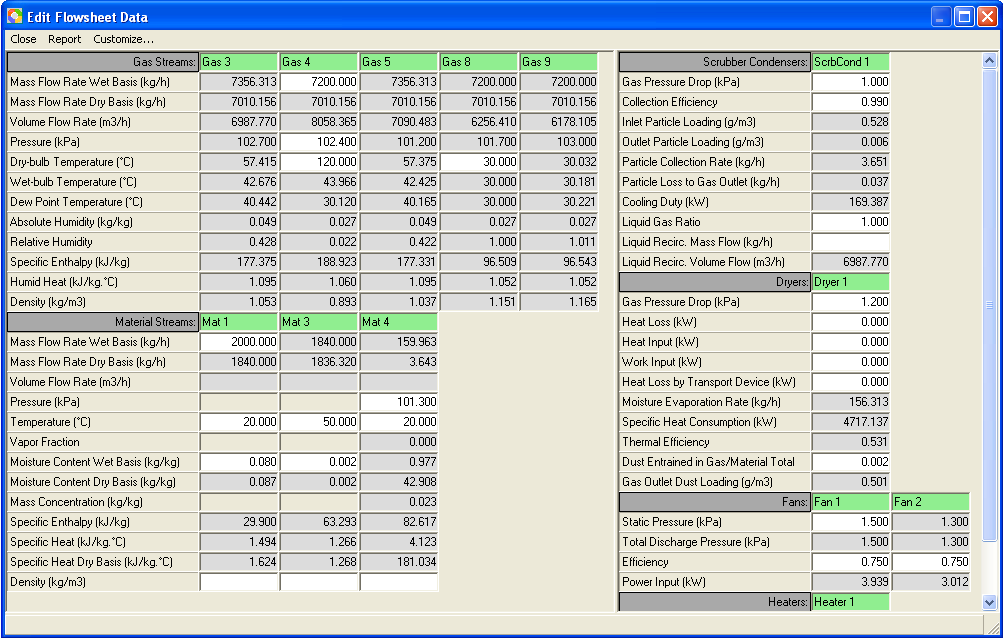 Edit Flowsheet Data
Close Report Customize...
Gas Streams: Gas 3 Gas 4 Gas 5 Gas 8 Gas 9
Mass Flow Rate Wet Basis (kg/h) 7356.313 7200.000 7356.313 7200.000 7200.000
Mass Flow Rate Dry Basis (kg/h) 7010.156 7010.156 7010.156 7010.156 7010.156
Volume Flow Rate (m3/h) 6987.770 8058.365 7090.483 6256.410 6178.105
Pressure (kPa) 102.700 102.400 101.200 101.700 103.000
Dry-bulb Temperature (°C) 57.415 120.000 57.375 30.000 30.032
Wet-bulb Temperature (°C) 42.676 43.966 42.425 30.000 30.181
Dew Point Temperature (°C) 40.442 30.120 40.165 30.000 30.221
Absolute Humidity (kg/kg) 0.049 0.027 0.049 0.027 0.027
Relative Humidity 0.428 0.022 0.422 1.000 1.011
Specific Enthalpy (kJ/kg) 177.375 188.923 177.331 96.509 96.543
Humid Heat (kJ/kg.°C) 1.095 1.060 1.095 1.052 1.052
Density (kg/m3) 1.053 0.893 1.037 1.151 1.165
Material Streams: Mat 1 Mat 3 Mat 4
Mass Flow Rate Wet Basis (kg/h) 2000.000 1840.000 159.963
Mass Flow Rate Dry Basis (kg/h) 1840.000 1836.320 3.643
Volume Flow Rate (m3/h)
Pressure (kPa) 101.300
Temperature (°C) 20.000 50.000 20.000
Vapor Fraction 0.000
Moisture Content Wet Basis (kg/kg) 0.080 0.002 0.977
Moisture Content Dry Basis (kg/kg) 0.087 0.002 42.908
Mass Concentration (kg/kg) 0.023
Specific Enthalpy (kJ/kg) 29.900 63.293 82.617
Specific Heat (kJ/kg.°C) 1.494 1.266 4.123
Specific Heat Dry Basis (kJ/kg.°C) 1.624 1.268 181.034
Density (kg/m3)
Scrubber Condensers: ScrbCond 1
Gas Pressure Drop (kPa) 1.000
Collection Efficiency 0.990
Inlet Particle Loading (g/m3) 0.528
Outlet Particle Loading (g/m3) 0.006
Particle Collection Rate (kg/h) 3.651
Particle Loss to Gas Outlet (kg/h) 0.037
Cooling Duty (kW) 169.387
Liquid Gas Ratio 1.000
Liquid Recirc. Mass Flow (kg/h)
Liquid Recirc. Volume Flow (m3/h) 6987.770
Dryers: Dryer 1
Gas Pressure Drop (kPa) 1.200
Heat Loss (kW) 0.000
Heat Input (kW) 0.000
Work Input (kW) 0.000
Heat Loss by Transport Device (kW) 0.000
Moisture Evaporation Rate (kg/h) 156.313
Specific Heat Consumption (kW) 4717.137
Thermal Efficiency 0.531
Dust Entrained in Gas/Material Total 0.002
Gas Outlet Dust Loading (g/m3) 0.501
Fans: Fan 1 Fan 2
Static Pressure (kPa) 1.500 1.300
Total Discharge Pressure (kPa) 1.500 1.300
Efficiency 0.750 0.750
Power Input (kW) 3.939 3.012
Heaters: Heater 1